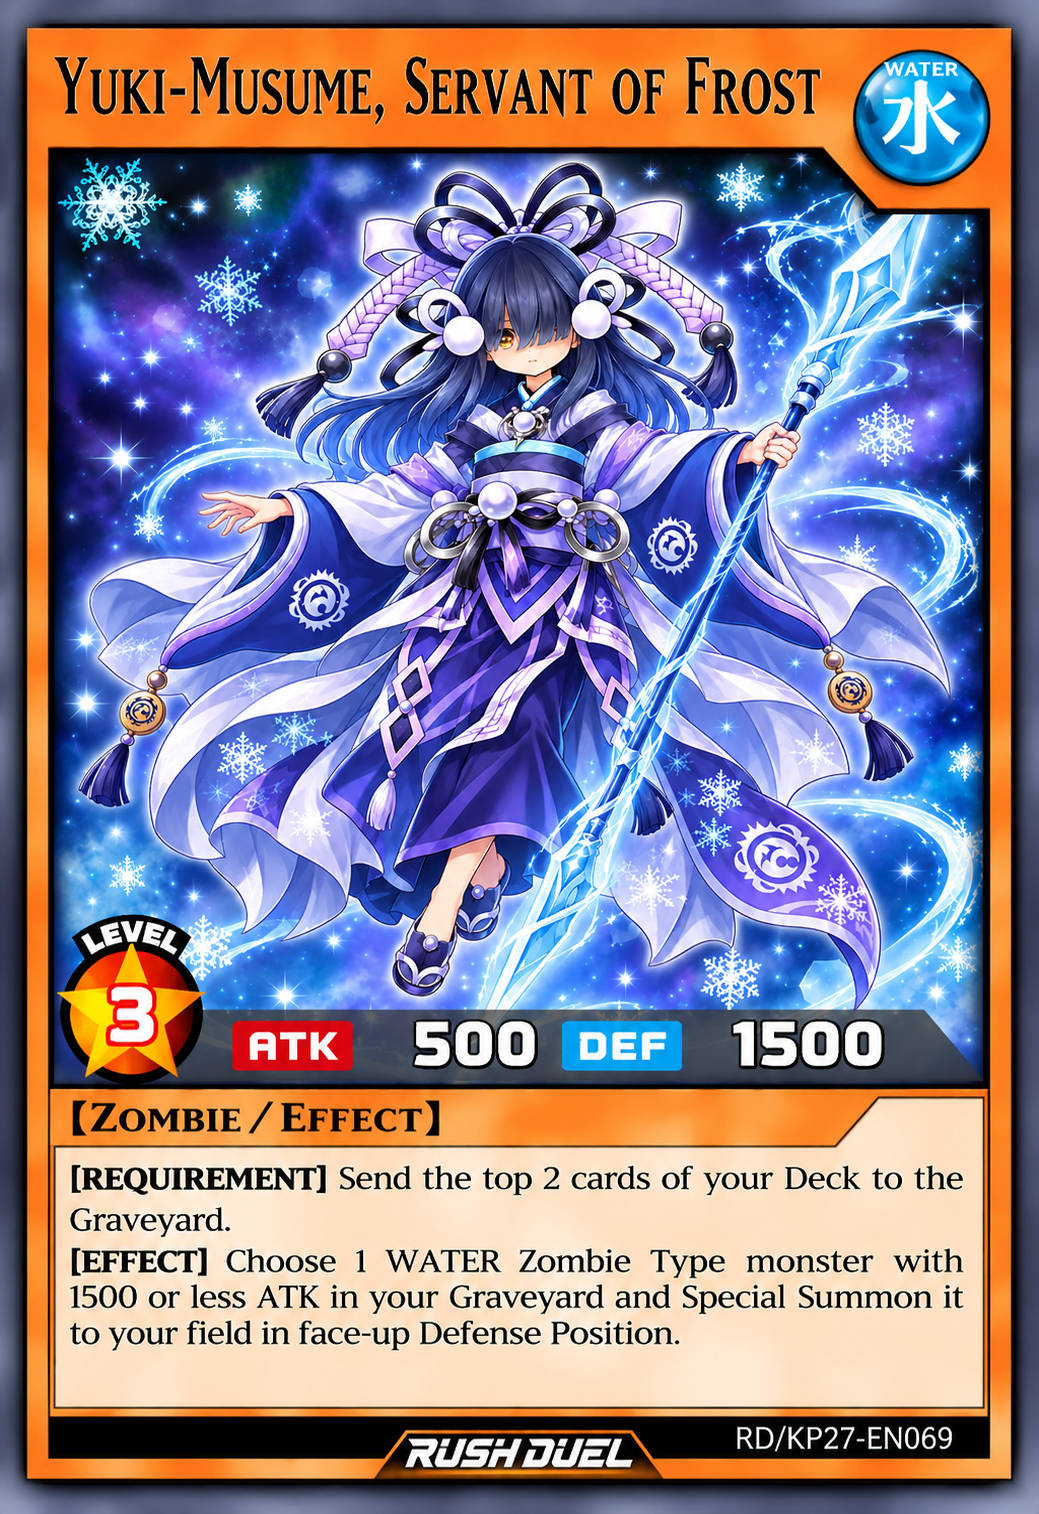 Yuki-Musume, Servant of Frost
WATER
水
LEVEL
3
ATK 500 DEF 1500
【Zombie / Effect】
[REQUIREMENT] Send the top 2 cards of your Deck to the
Graveyard.
[EFFECT] Choose 1 WATER Zombie Type monster with
1500 or less ATK in your Graveyard and Special Summon it
to your field in face-up Defense Position.
RUSH DUEL
RD/KP27-EN069